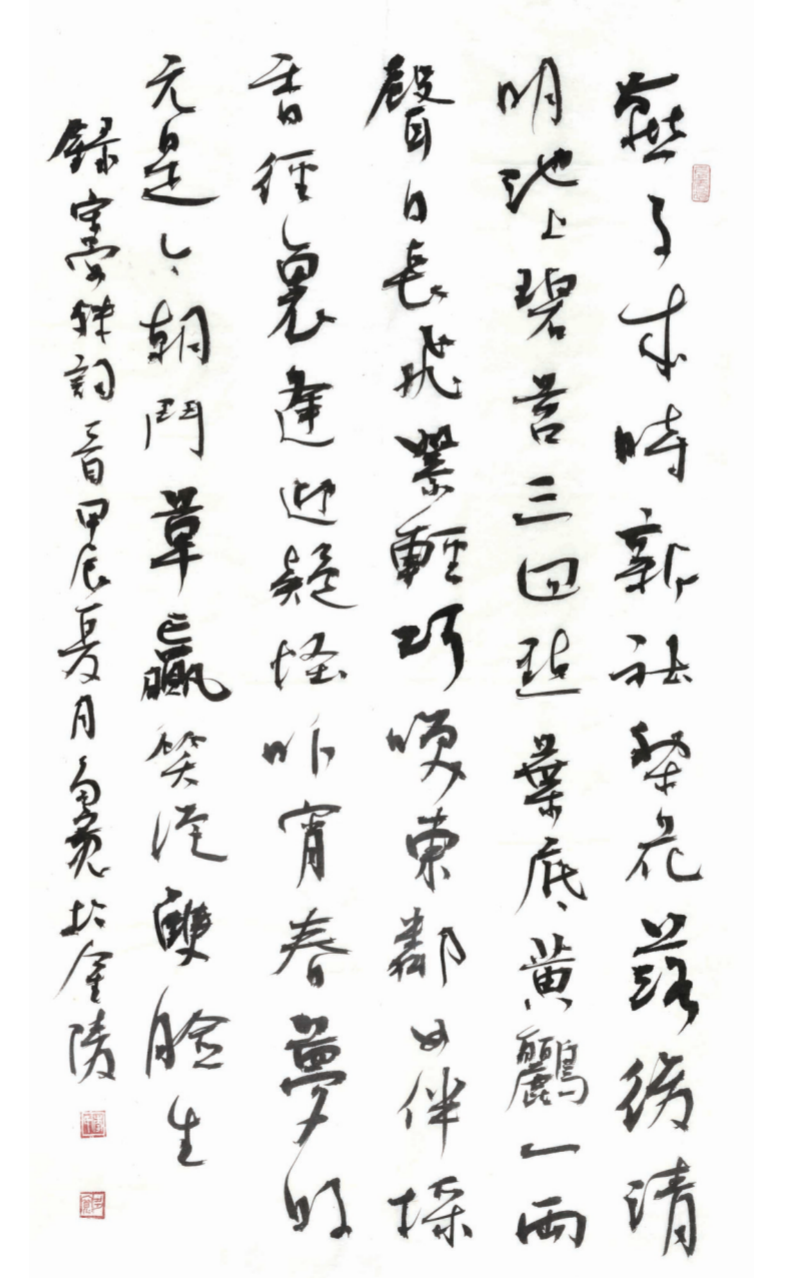 燕子來時新社梨花落後清
明池上碧苔三四點葉底黃鸝一兩
聲日長飛絮輕巧咲東鄰女伴採
香徑裏逢迎疑怪昨宵春夢好
元是今朝鬥草贏笑從雙臉生
錄宋晏殊詞一首甲辰夏月於金陵